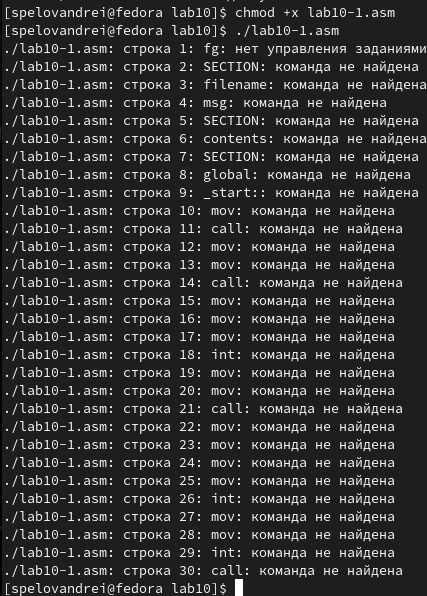 [spelovandrei@fedora lab10]$ chmod +x lab10-1.asm
[spelovandrei@fedora lab10]$ ./lab10-1.asm
./lab10-1.asm: строка 1: fg: нет управления заданиями
./lab10-1.asm: строка 2: SECTION: команда не найдена
./lab10-1.asm: строка 3: filename: команда не найдена
./lab10-1.asm: строка 4: msg: команда не найдена
./lab10-1.asm: строка 5: SECTION: команда не найдена
./lab10-1.asm: строка 6: contents: команда не найдена
./lab10-1.asm: строка 7: SECTION: команда не найдена
./lab10-1.asm: строка 8: global: команда не найдена
./lab10-1.asm: строка 9: _start:: команда не найдена
./lab10-1.asm: строка 10: mov: команда не найдена
./lab10-1.asm: строка 11: call: команда не найдена
./lab10-1.asm: строка 12: mov: команда не найдена
./lab10-1.asm: строка 13: mov: команда не найдена
./lab10-1.asm: строка 14: call: команда не найдена
./lab10-1.asm: строка 15: mov: команда не найдена
./lab10-1.asm: строка 16: mov: команда не найдена
./lab10-1.asm: строка 17: mov: команда не найдена
./lab10-1.asm: строка 18: int: команда не найдена
./lab10-1.asm: строка 19: mov: команда не найдена
./lab10-1.asm: строка 20: mov: команда не найдена
./lab10-1.asm: строка 21: call: команда не найдена
./lab10-1.asm: строка 22: mov: команда не найдена
./lab10-1.asm: строка 23: mov: команда не найдена
./lab10-1.asm: строка 24: mov: команда не найдена
./lab10-1.asm: строка 25: mov: команда не найдена
./lab10-1.asm: строка 26: int: команда не найдена
./lab10-1.asm: строка 27: mov: команда не найдена
./lab10-1.asm: строка 28: mov: команда не найдена
./lab10-1.asm: строка 29: int: команда не найдена
./lab10-1.asm: строка 30: call: команда не найдена
[spelovandrei@fedora lab10]$